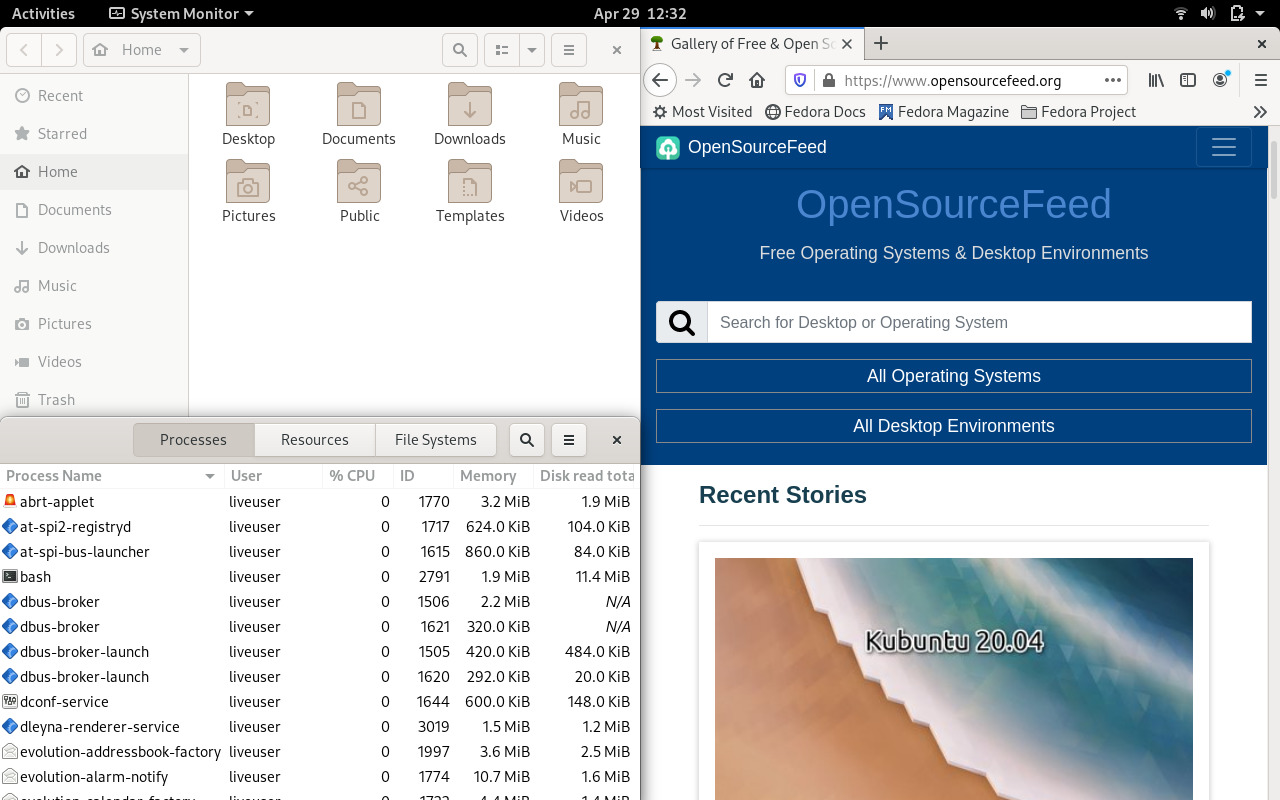 Activities System Monitor Apr 29 12:32
Home
Recent
Starred
Home
Documents
Downloads
Music
Pictures
Videos
Trash
Desktop Documents Downloads Music
Pictures Public Templates Videos
Processes Resources File Systems
Process Name User % CPU ID Memory Disk read tota
abrt-applet liveuser 0 1770 3.2 MiB 1.9 MiB
at-spi2-registryd liveuser 0 1717 624.0 KiB 104.0 KiB
at-spi-bus-launcher liveuser 0 1615 860.0 KiB 84.0 KiB
bash liveuser 0 2791 1.9 MiB 11.4 MiB
dbus-broker liveuser 0 1506 2.2 MiB N/A
dbus-broker liveuser 0 1621 320.0 KiB N/A
dbus-broker-launch liveuser 0 1505 420.0 KiB 484.0 KiB
dbus-broker-launch liveuser 0 1620 292.0 KiB 20.0 KiB
dconf-service liveuser 0 1644 600.0 KiB 148.0 KiB
dleyna-renderer-service liveuser 0 3019 1.5 MiB 1.2 MiB
evolution-addressbook-factory liveuser 0 1997 3.6 MiB 2.5 MiB
evolution-alarm-notify liveuser 0 1774 10.7 MiB 1.6 MiB
Gallery of Free & Open
https://www.opensourcefeed.org
Most Visited Fedora Docs FM Fedora Magazine Fedora Project
OpenSourceFeed
OpenSourceFeed
Free Operating Systems & Desktop Environments
Search for Desktop or Operating System
All Operating Systems
All Desktop Environments
Recent Stories
Kubuntu 20.04